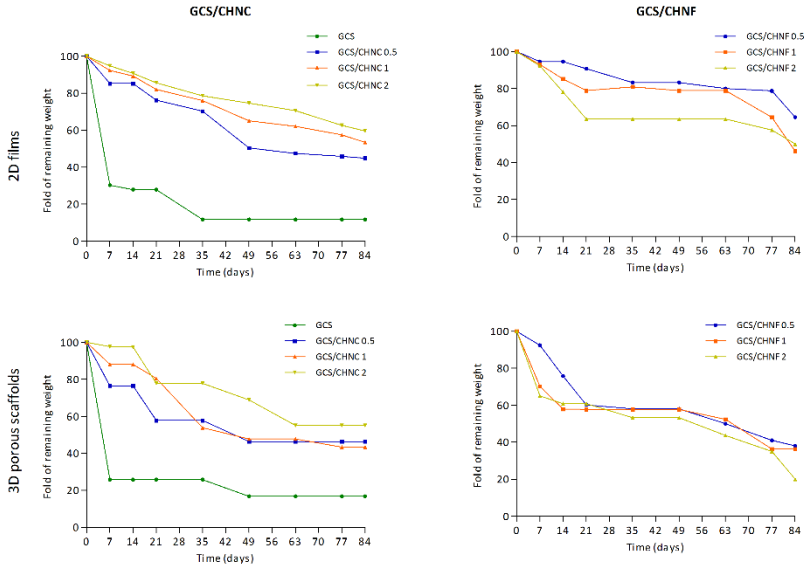 GCS/CHNC
GCS/CHNF
2D films
Fold of remaining weight
100
80
60
40
20
0
0 7 14 21 28 35 42 49 56 63 70 77 84
Time (days)
GCS
GCS/CHNC 0.5
GCS/CHNC 1
GCS/CHNC 2
Fold of remaining weight
100
80
60
40
20
0
0 7 14 21 28 35 42 49 56 63 70 77 84
Time (days)
GCS/CHNF 0.5
GCS/CHNF 1
GCS/CHNF 2
3D porous scaffolds
Fold of remaining weight
100
80
60
40
20
0
0 7 14 21 28 35 42 49 56 63 70 77 84
Time (days)
GCS
GCS/CHNC 0.5
GCS/CHNC 1
GCS/CHNC 2
Fold of remaining weight
100
80
60
40
20
0
0 7 14 21 28 35 42 49 56 63 70 77 84
Time (days)
GCS/CHNF 0.5
GCS/CHNF 1
GCS/CHNF 2